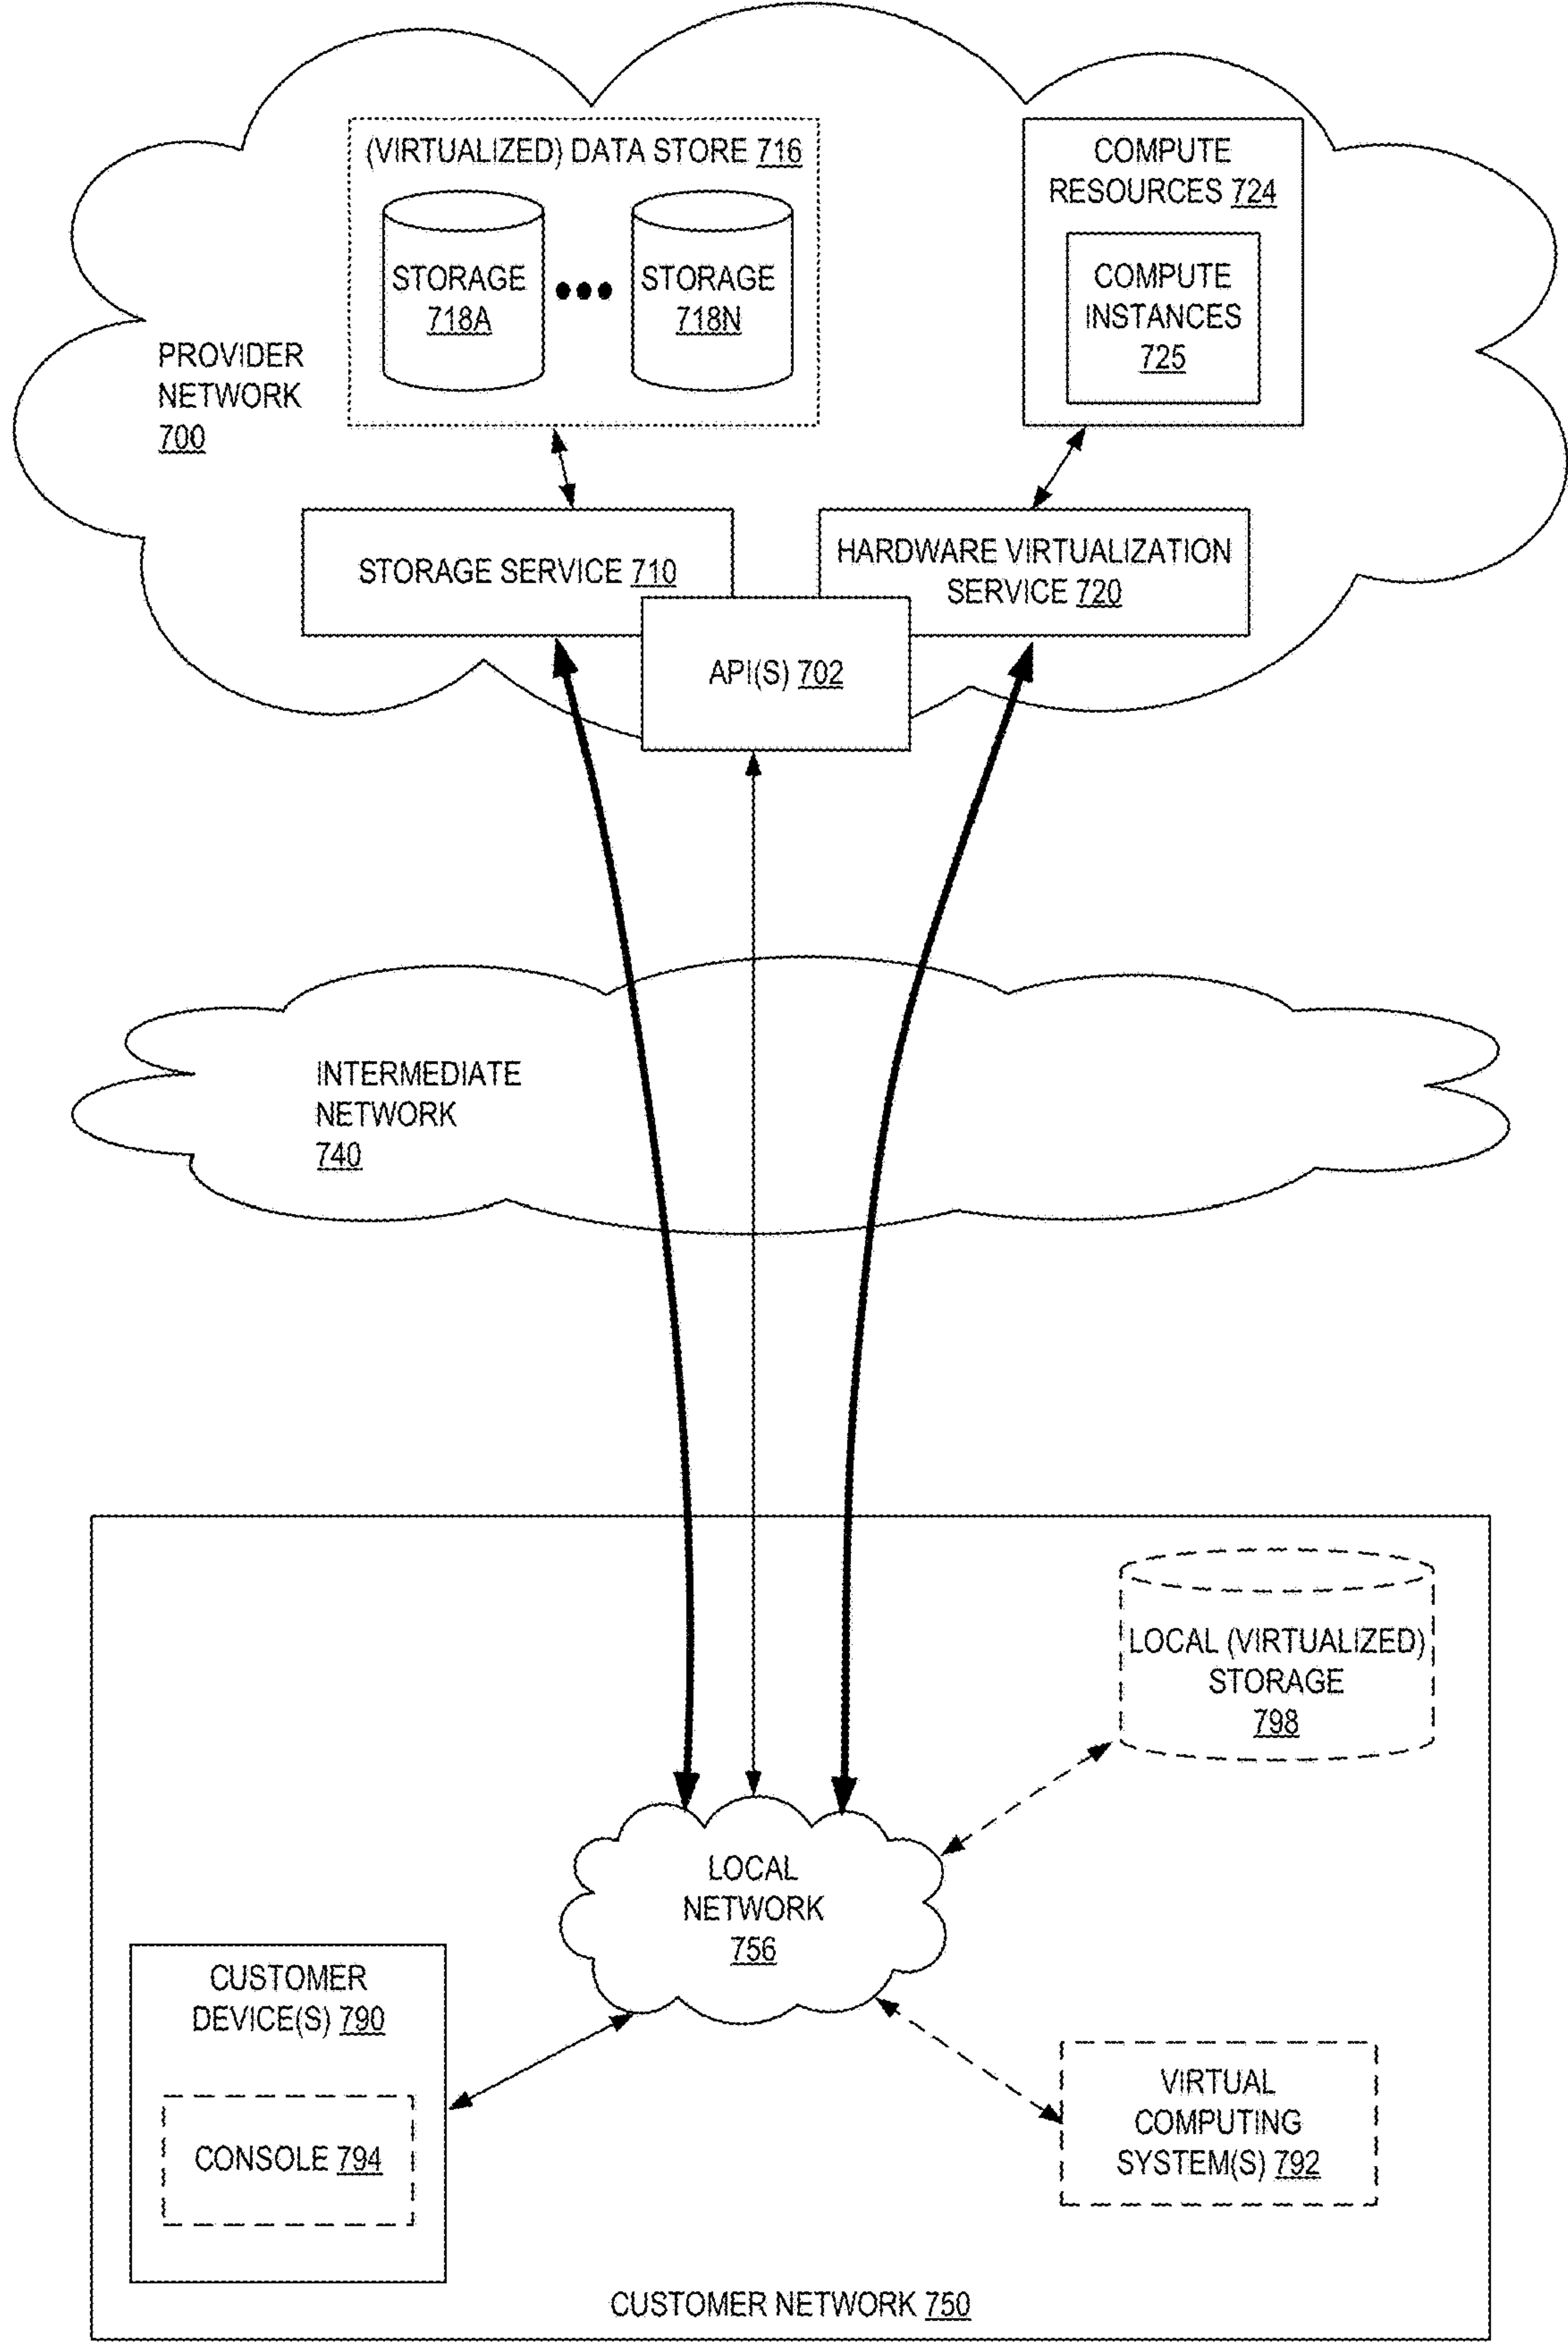 (VIRTUALIZED) DATA STORE 716
STORAGE
718A
STORAGE
718N
COMPUTE
RESOURCES 724
COMPUTE
INSTANCES
725
PROVIDER
NETWORK
700
STORAGE SERVICE 710
HARDWARE VIRTUALIZATION
SERVICE 720
API(S) 702
INTERMEDIATE
NETWORK
740
LOCAL (VIRTUALIZED)
STORAGE
798
LOCAL
NETWORK
756
CUSTOMER
DEVICE(S) 790
CONSOLE 794
VIRTUAL
COMPUTING
SYSTEM(S) 792
CUSTOMER NETWORK 750